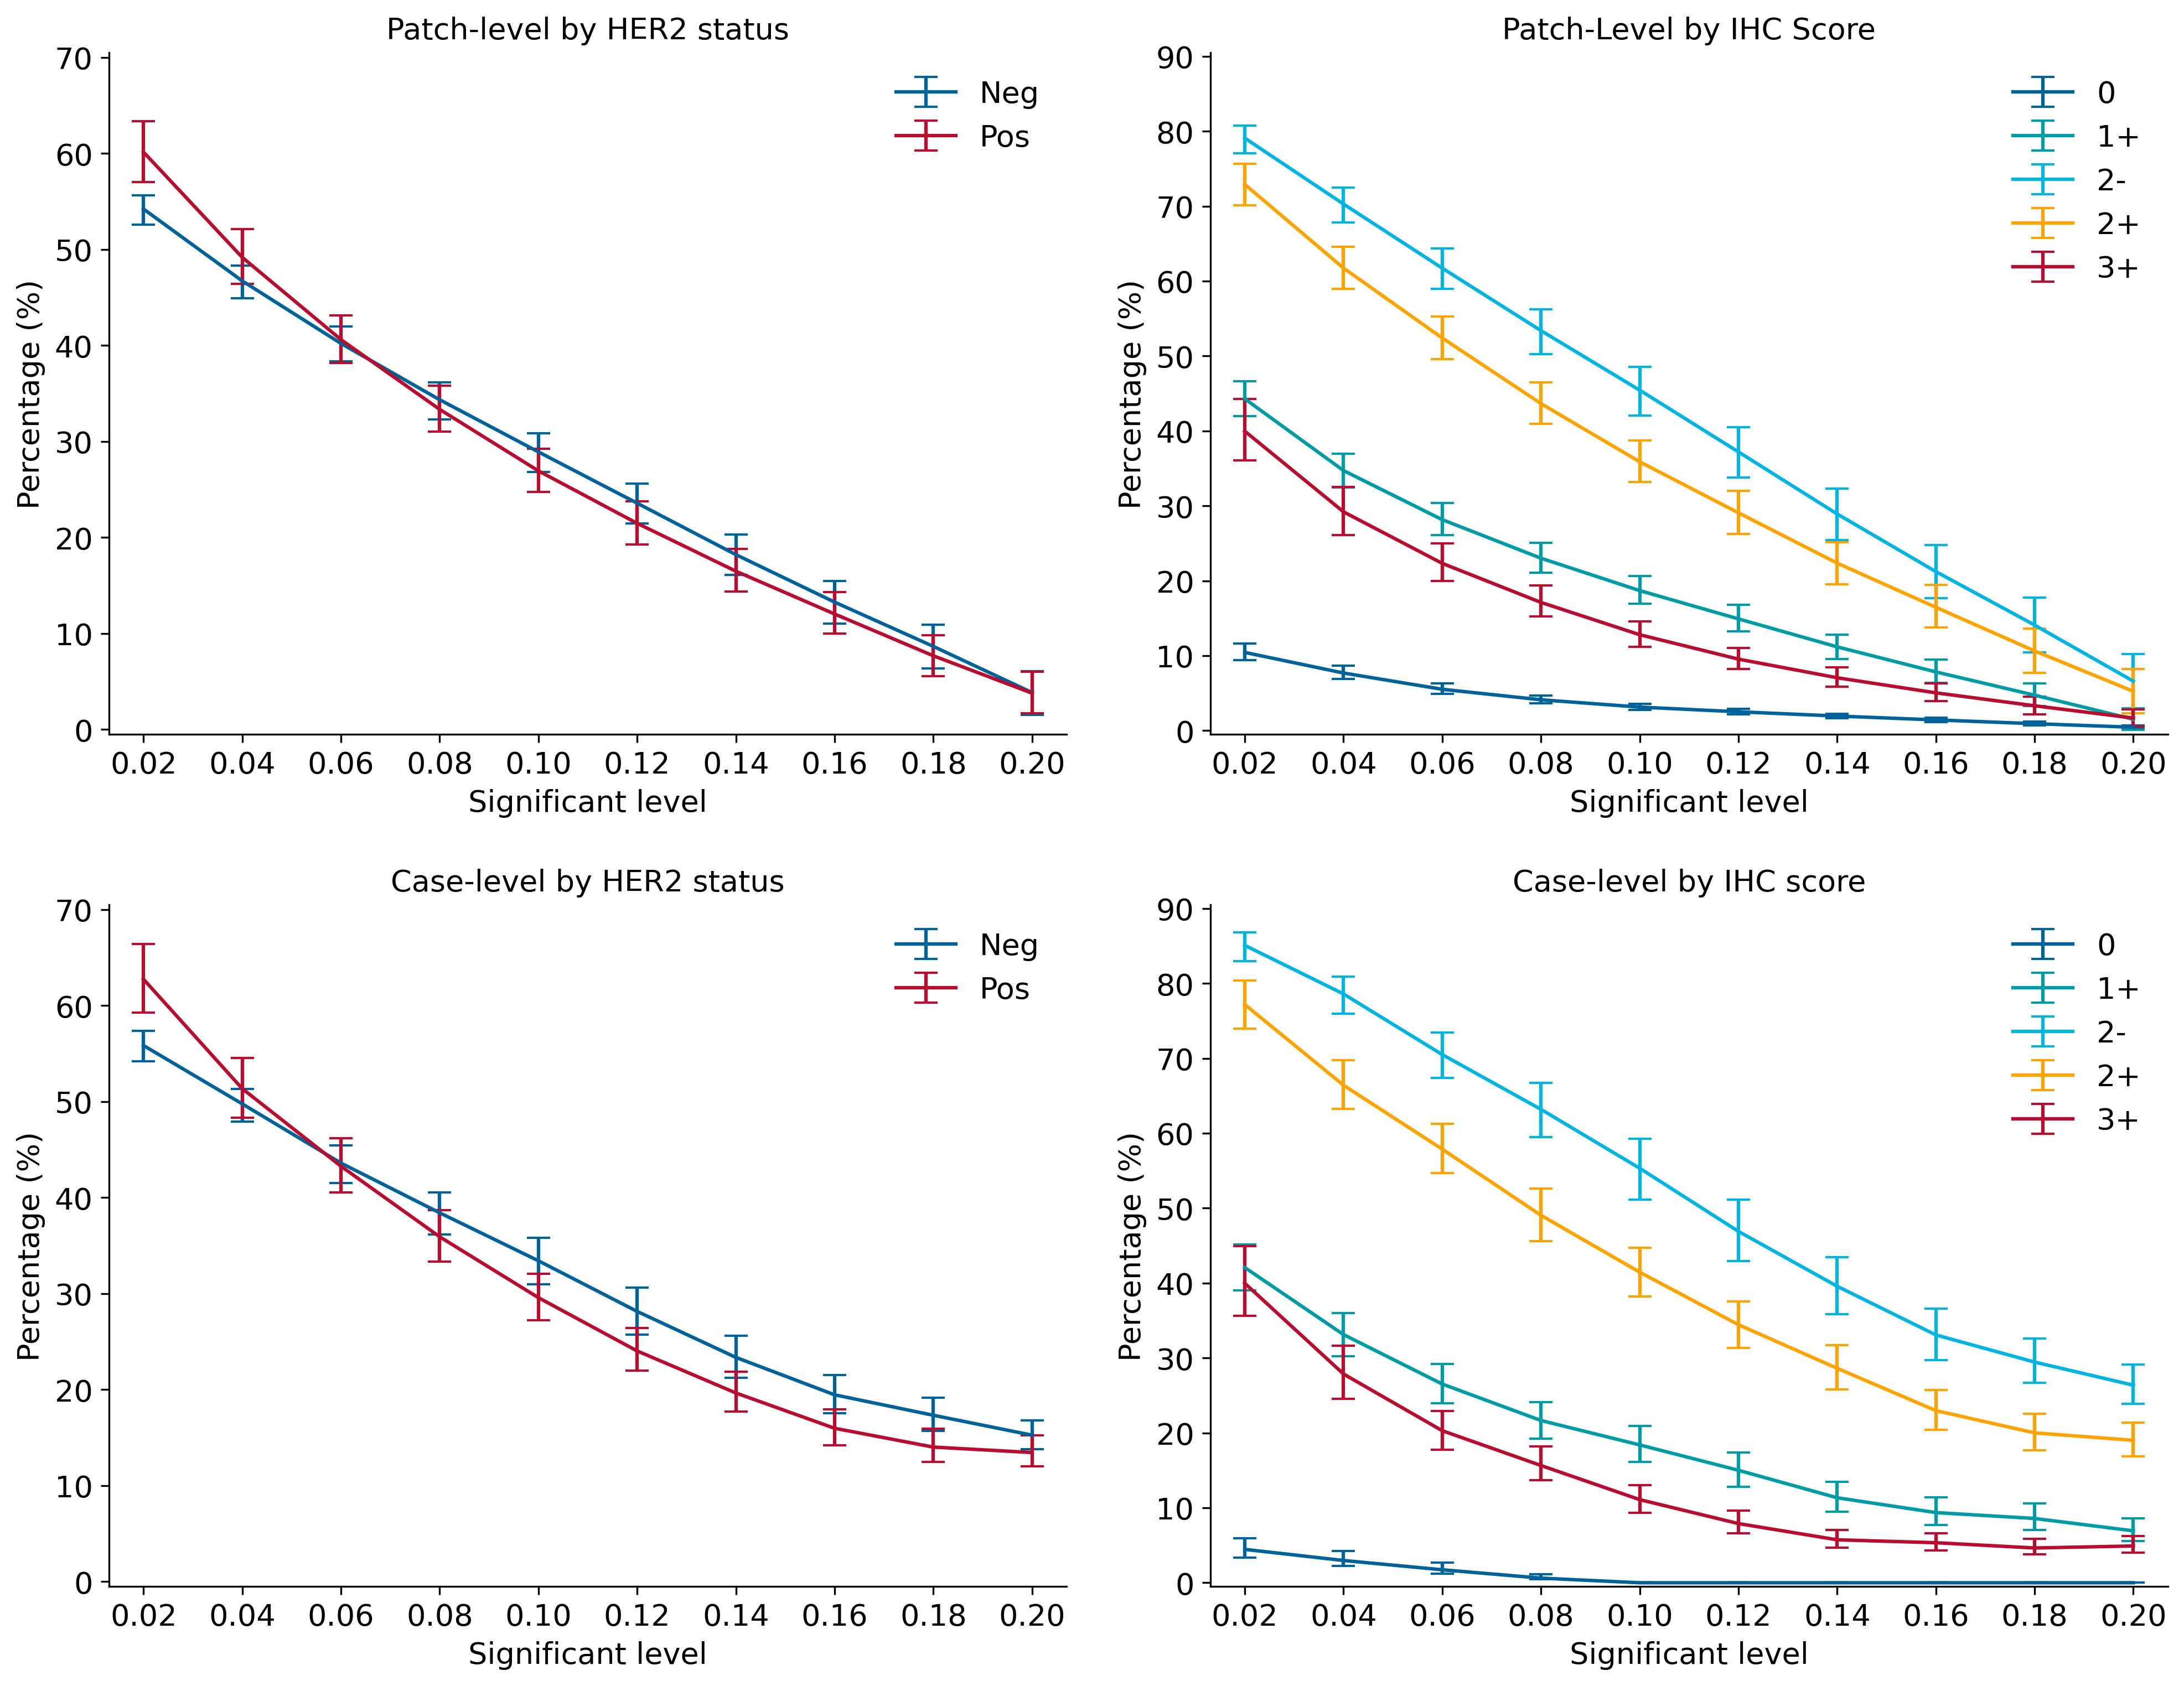 Patch-level by HER2 status
70
60
50
40
30
20
10
0
Percentage (%)
Neg
Pos
0.02 0.04 0.06 0.08 0.10 0.12 0.14 0.16 0.18 0.20
Significant level
Patch-Level by IHC Score
90
80
70
60
50
40
30
20
10
0
Percentage (%)
0
1+
2-
2+
3+
0.02 0.04 0.06 0.08 0.10 0.12 0.14 0.16 0.18 0.20
Significant level
Case-level by HER2 status
70
60
50
40
30
20
10
0
Percentage (%)
Neg
Pos
0.02 0.04 0.06 0.08 0.10 0.12 0.14 0.16 0.18 0.20
Significant level
Case-level by IHC score
90
80
70
60
50
40
30
20
10
0
Percentage (%)
0
1+
2-
2+
3+
0.02 0.04 0.06 0.08 0.10 0.12 0.14 0.16 0.18 0.20
Significant level